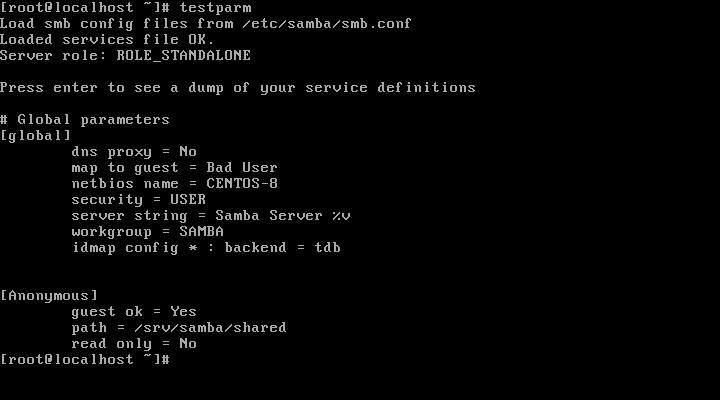 [root@localhost ~]# testparm
Load smb config files from /etc/samba/smb.conf
Loaded services file OK.
Server role: ROLE_STANDALONE
Press enter to see a dump of your service definitions
# Global parameters
[global]
dns proxy = No
map to guest = Bad User
netbios name = CENTOS-8
security = USER
server string = Samba Server %v
workgroup = SAMBA
idmap config * : backend = tdb
[Anonymous]
guest ok = Yes
path = /srv/samba/shared
read only = No
[root@localhost ~]#